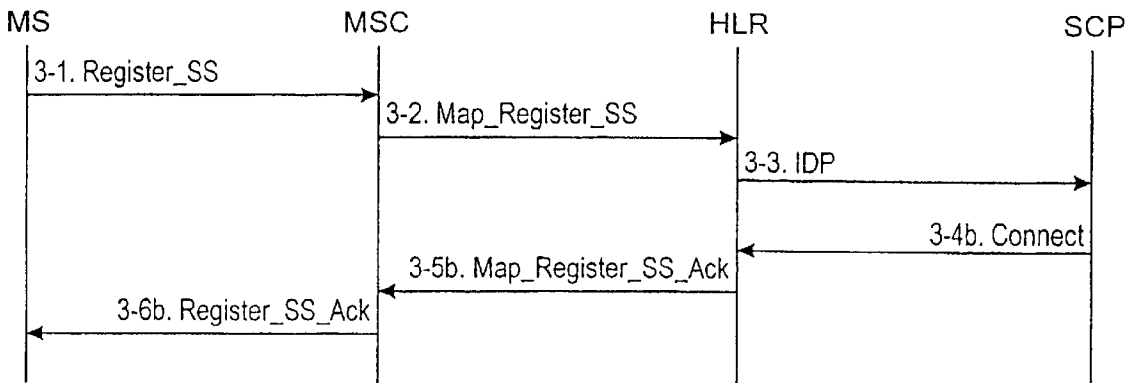 MS MSC HLR SCP
3-1. Register_SS
3-2. Map_Register_SS
3-3. IDP
3-4b. Connect
3-5b. Map_Register_SS_Ack
3-6b. Register_SS_Ack